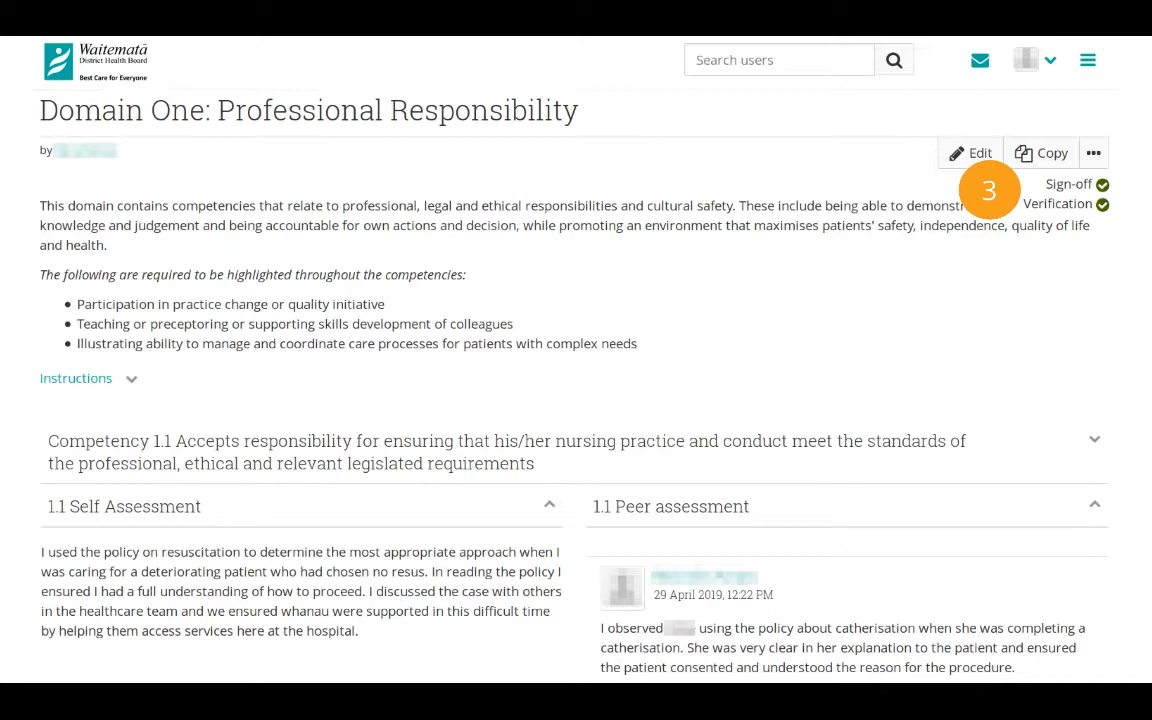 Waitematā
District Health Board
Best Care for Everyone
Search users
Domain One: Professional Responsibility
by
Edit
Copy
3
Sign-off
Verification
This domain contains competencies that relate to professional, legal and ethical responsibilities and cultural safety. These include being able to
knowledge and judgement and being accountable for own actions and decision, while promoting an environment that maximises patients' safety, independence, quality of life
and health.
The following are required to be highlighted throughout the competencies:
• Participation in practice change or quality initiative
• Teaching or preceptoring or supporting skills development of colleagues
• Illustrating ability to manage and coordinate care processes for patients with complex needs
Instructions
Competency 1.1 Accepts responsibility for ensuring that his/her nursing practice and conduct meet the standards of
the professional, ethical and relevant legislated requirements
1.1 Self Assessment
I used the policy on resuscitation to determine the most appropriate approach when I
was caring for a deteriorating patient who had chosen no resus. In reading the policy I
ensured I had a full understanding of how to proceed. I discussed the case with others
in the healthcare team and we ensured whanau were supported in this difficult time
by helping them access services here at the hospital.
1.1 Peer assessment
29 April 2019, 12:22 PM
I observed using the policy about catherisation when she was completing a
catherisation. She was very clear in her explanation to the patient and ensured
the patient consented and understood the reason for the procedure.